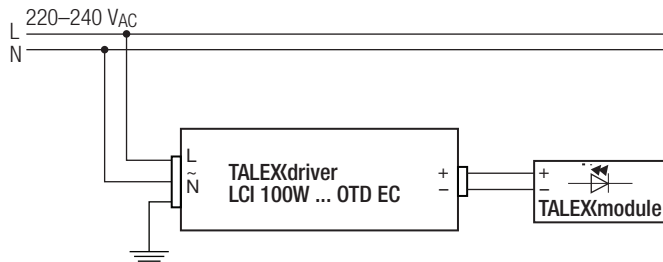 220–240 VAC
L
N
L
~
N
TALEXXdriver
LCI 100W ... OTD EC
+
–
+
–
TALEXXmodule